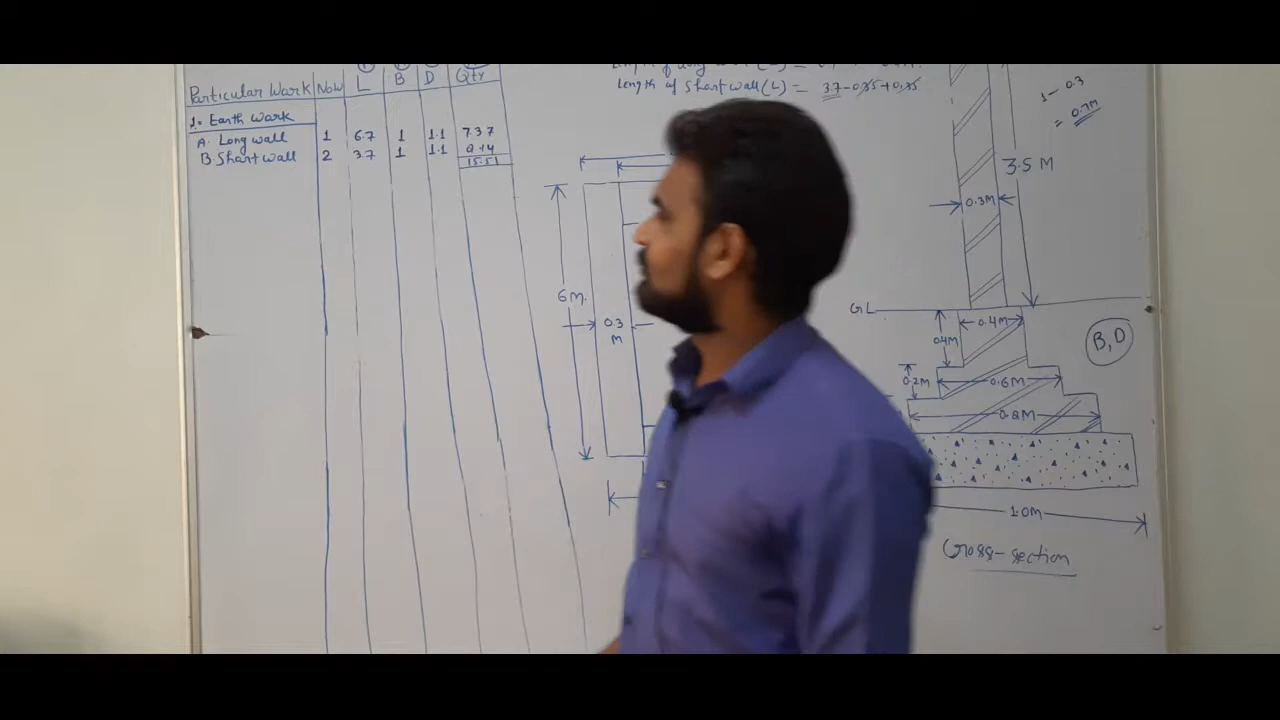 L B D Qty
Particular Work No
1= Earth Work
A. Long wall 1 6.7 1 1.1 7.37
B. Short wall 2 3.7 1 1.1 8.14
15.51
Length of Short wall (L) = 3.7-0.35+0.35
1-0.3
= 0.7M
3.5 M
0.3M
6 M.
0.3
M
GL
0.4M
0.4M
B, D
0.2M
0.6M
0.8M
1.0M
Cross-section